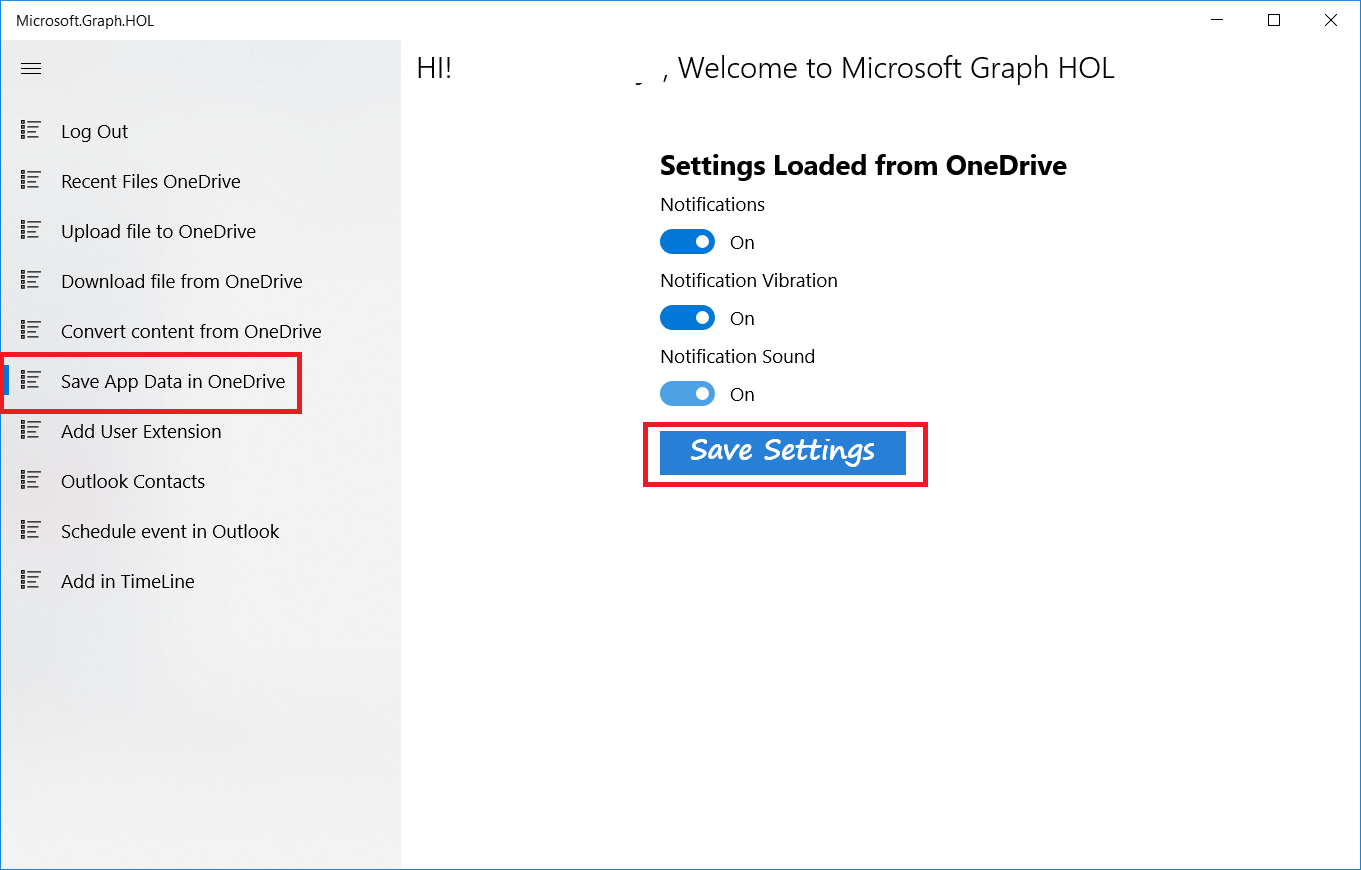 Microsoft.Graph.HOL
HI! , Welcome to Microsoft Graph HOL
Log Out
Recent Files OneDrive
Upload file to OneDrive
Download file from OneDrive
Convert content from OneDrive
Save App Data in OneDrive
Add User Extension
Outlook Contacts
Schedule event in Outlook
Add in TimeLine
Settings Loaded from OneDrive
Notifications
On
Notification Vibration
On
Notification Sound
On
Save Settings